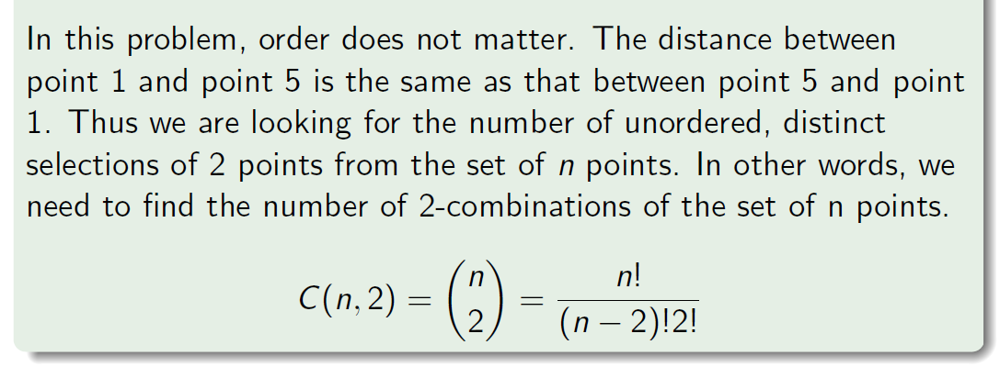 In this problem, order does not matter. The distance between
point 1 and point 5 is the same as that between point 5 and point
1. Thus we are looking for the number of unordered, distinct
selections of 2 points from the set of n points. In other words, we
need to find the number of 2-combinations of the set of n points.
C(n, 2) = (n 2) = n! / (n − 2)!2!